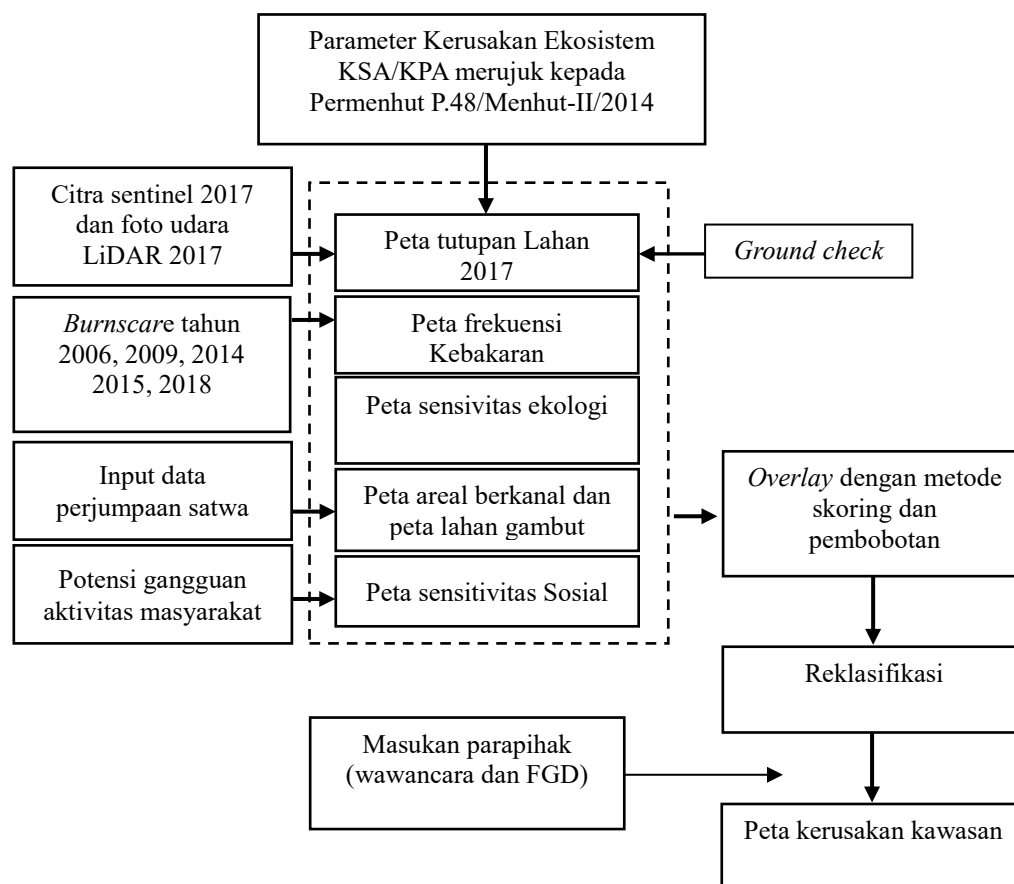 Parameter Kerusakan Ekosistem
KSA/KPA merujuk kepada
Permenhut P.48/Menhut-II/2014
Citra sentinel 2017
dan foto udara
LiDAR 2017
Peta tutupan Lahan
2017
Ground check
Burnscare tahun
2006, 2009, 2014
2015, 2018
Peta frekuensi
Kebakaran
Peta sensivitas ekologi
Input data
perjumpaan satwa
Peta areal berkanal dan
peta lahan gambut
Overlay dengan metode
skoring dan
pembobotan
Potensi gangguan
aktivitas masyarakat
Peta sensitivitas Sosial
Reklasifikasi
Masukan parapihak
(wawancara dan FGD)
Peta kerusakan kawasan